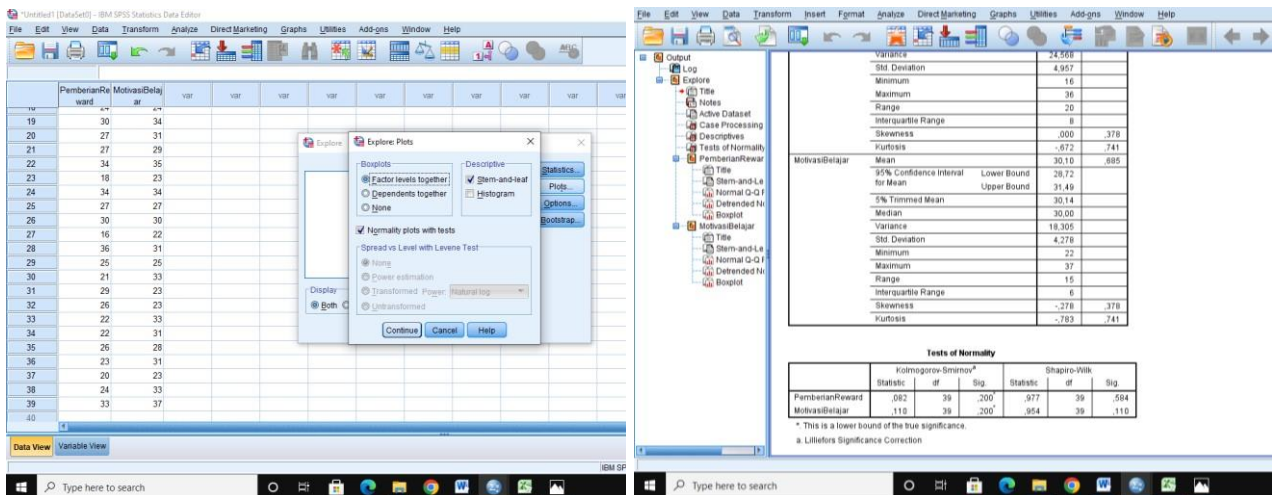 *Untitled1 [DataSet0] - IBM SPSS Statistics Data Editor
File Edit View Data Transform Analyze Direct Marketing Graphs Utilities Add-ons Window Help
PemberianReward MotivasiBelajar var var var var var var var var
19 30 34
20 27 31
21 27 29
22 34 35
23 18 23
24 34 34
25 27 27
26 30 30
27 16 22
28 36 31
29 25 25
30 21 33
31 29 23
32 26 23
33 22 33
34 22 31
35 26 28
36 23 31
37 20 23
38 24 33
39 33 37
40
Explore
Statistics...
Plots...
Options...
Bootstrap...
Display
Both
Explore: Plots
Boxplots
Factor levels together
Dependents together
None
Descriptive
Stem-and-leaf
Histogram
Normality plots with tests
Spread vs Level with Levene Test
None
Power estimation
Transformed Power: Natural log
Untransformed
Continue Cancel Help
Data View Variable View
IBM SP
Type here to search
File Edit View Data Transform Insert Format Analyze Direct Marketing Graphs Utilities Add-ons Window Help
Output
Log
Explore
Title
Notes
Active Dataset
Case Processing
Descriptives
Tests of Normality
PemberianRewar
Title
Stem-and-Le
Normal Q-Q
Detrended
Boxplot
MotivasiBelajar
Title
Stem-and-Le
Normal Q-Q
Detrended
Boxplot
Variance 24,568
Std. Deviation 4,957
Minimum 16
Maximum 36
Range 20
Interquartile Range 8
Skewness ,000 ,378
Kurtosis -,672 ,741
MotivasiBelajar Mean 30,10 ,685
95% Confidence Interval for Mean Lower Bound 28,72
Upper Bound 31,49
5% Trimmed Mean 30,14
Median 30,00
Variance 18,305
Std. Deviation 4,278
Minimum 22
Maximum 37
Range 15
Interquartile Range 6
Skewness -,278 ,378
Kurtosis -,783 ,741
Tests of Normality
Kolmogorov-Smirnov a Shapiro-Wilk
Statistic df Sig. Statistic df Sig.
PemberianReward ,082 39 ,200* ,977 39 ,584
MotivasiBelajar ,110 39 ,200* ,954 39 ,110
*. This is a lower bound of the true significance.
a. Lilliefors Significance Correction
Type here to search